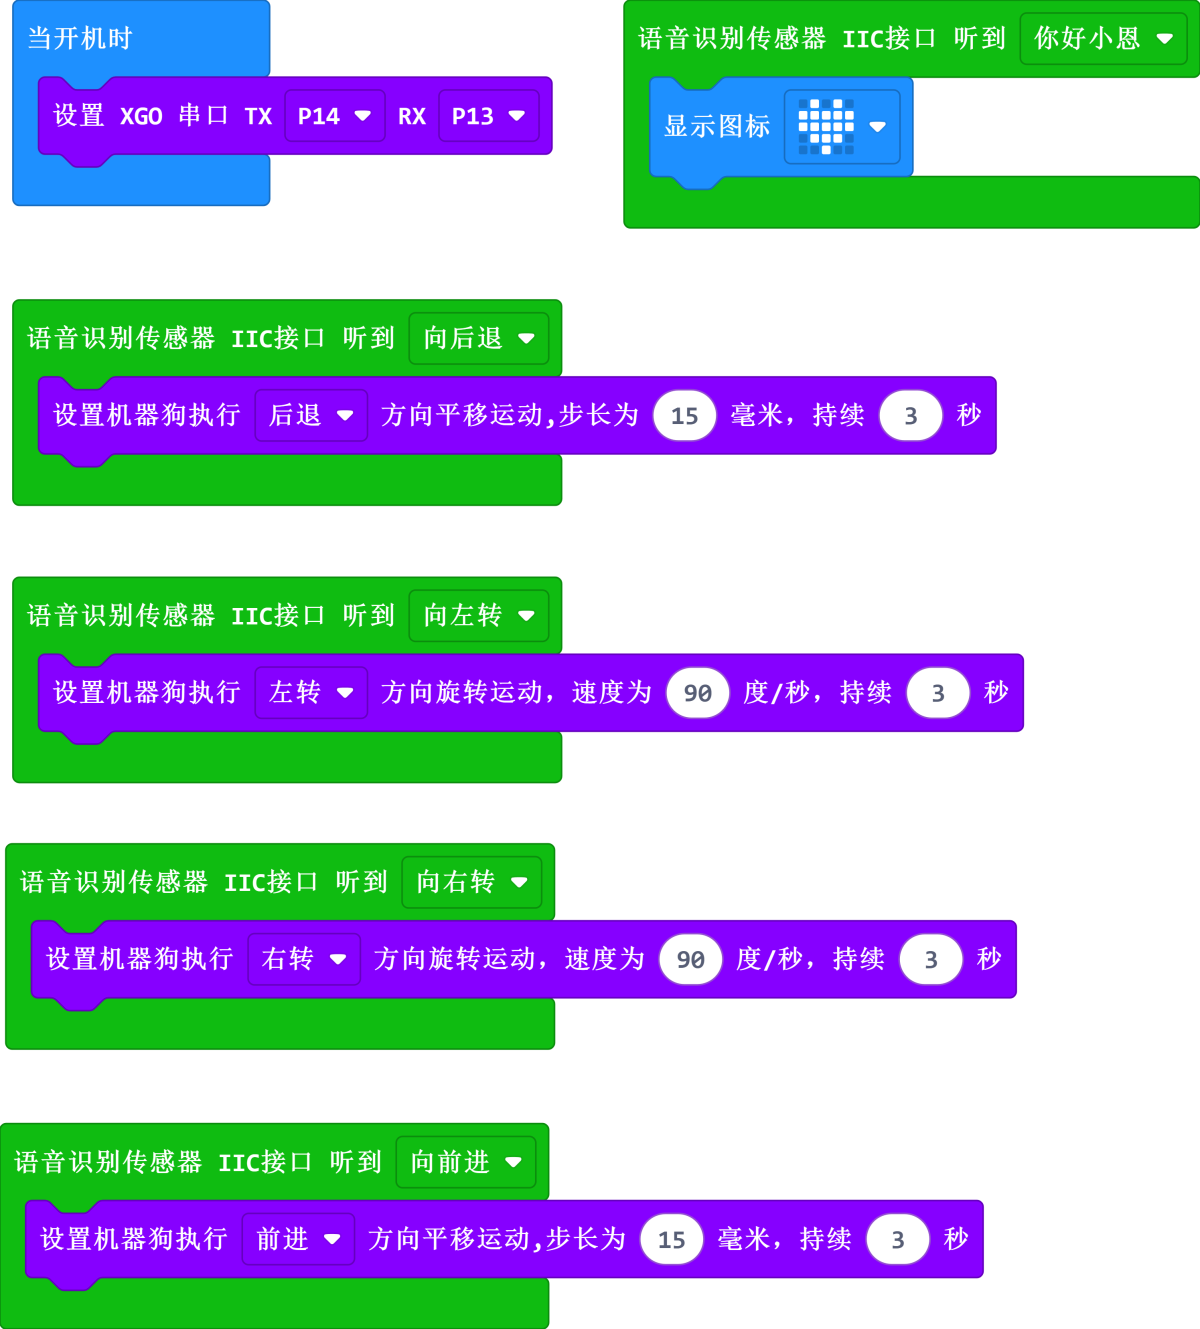 当开机时
设置 XGO 串口 TX P14 RX P13
语音识别传感器 IIC接口 听到 你好小恩
显示图标
语音识别传感器 IIC接口 听到 向后退
设置机器狗执行 后退 方向平移运动,步长为 15 毫米，持续 3 秒
语音识别传感器 IIC接口 听到 向左转
设置机器狗执行 左转 方向旋转运动，速度为 90 度/秒，持续 3 秒
语音识别传感器 IIC接口 听到 向右转
设置机器狗执行 右转 方向旋转运动，速度为 90 度/秒，持续 3 秒
语音识别传感器 IIC接口 听到 向前进
设置机器狗执行 前进 方向平移运动,步长为 15 毫米，持续 3 秒